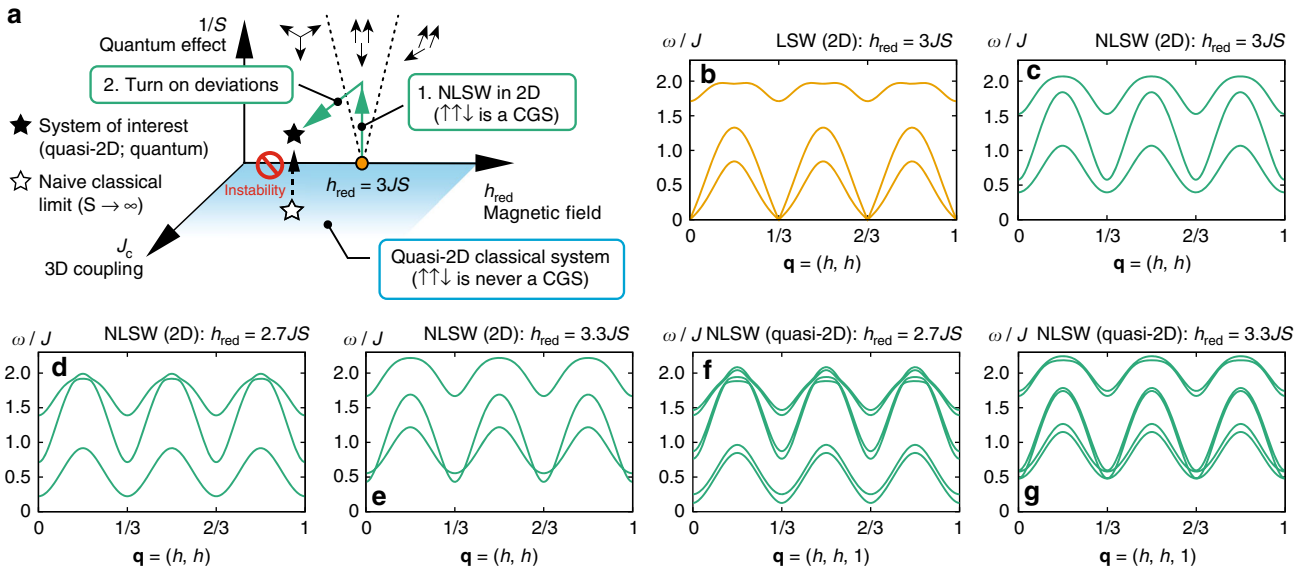 a
1/S
Quantum effect
2. Turn on deviations
1. NLSW in 2D
(↑↑↓ is a CGS)
System of interest
(quasi-2D; quantum)
Naive classical
limit (S → ∞)
Instability
h_red = 3JS
h_red
Magnetic field
J_c
3D coupling
Quasi-2D classical system
(↑↑↓ is never a CGS)
ω / J
LSW (2D): h_red = 3JS
b
2.0
1.5
1.0
0.5
0
0
1/3
2/3
1
q = (h, h)
ω / J
NLSW (2D): h_red = 3JS
c
2.0
1.5
1.0
0.5
0
0
1/3
2/3
1
q = (h, h)
ω / J
NLSW (2D): h_red = 2.7JS
d
2.0
1.5
1.0
0.5
0
0
1/3
2/3
1
q = (h, h)
ω / J
NLSW (2D): h_red = 3.3JS
e
2.0
1.5
1.0
0.5
0
0
1/3
2/3
1
q = (h, h)
ω / J
NLSW (quasi-2D): h_red = 2.7JS
f
2.0
1.5
1.0
0.5
0
0
1/3
2/3
1
q = (h, h, 1)
ω / J
NLSW (quasi-2D): h_red = 3.3JS
g
2.0
1.5
1.0
0.5
0
0
1/3
2/3
1
q = (h, h, 1)